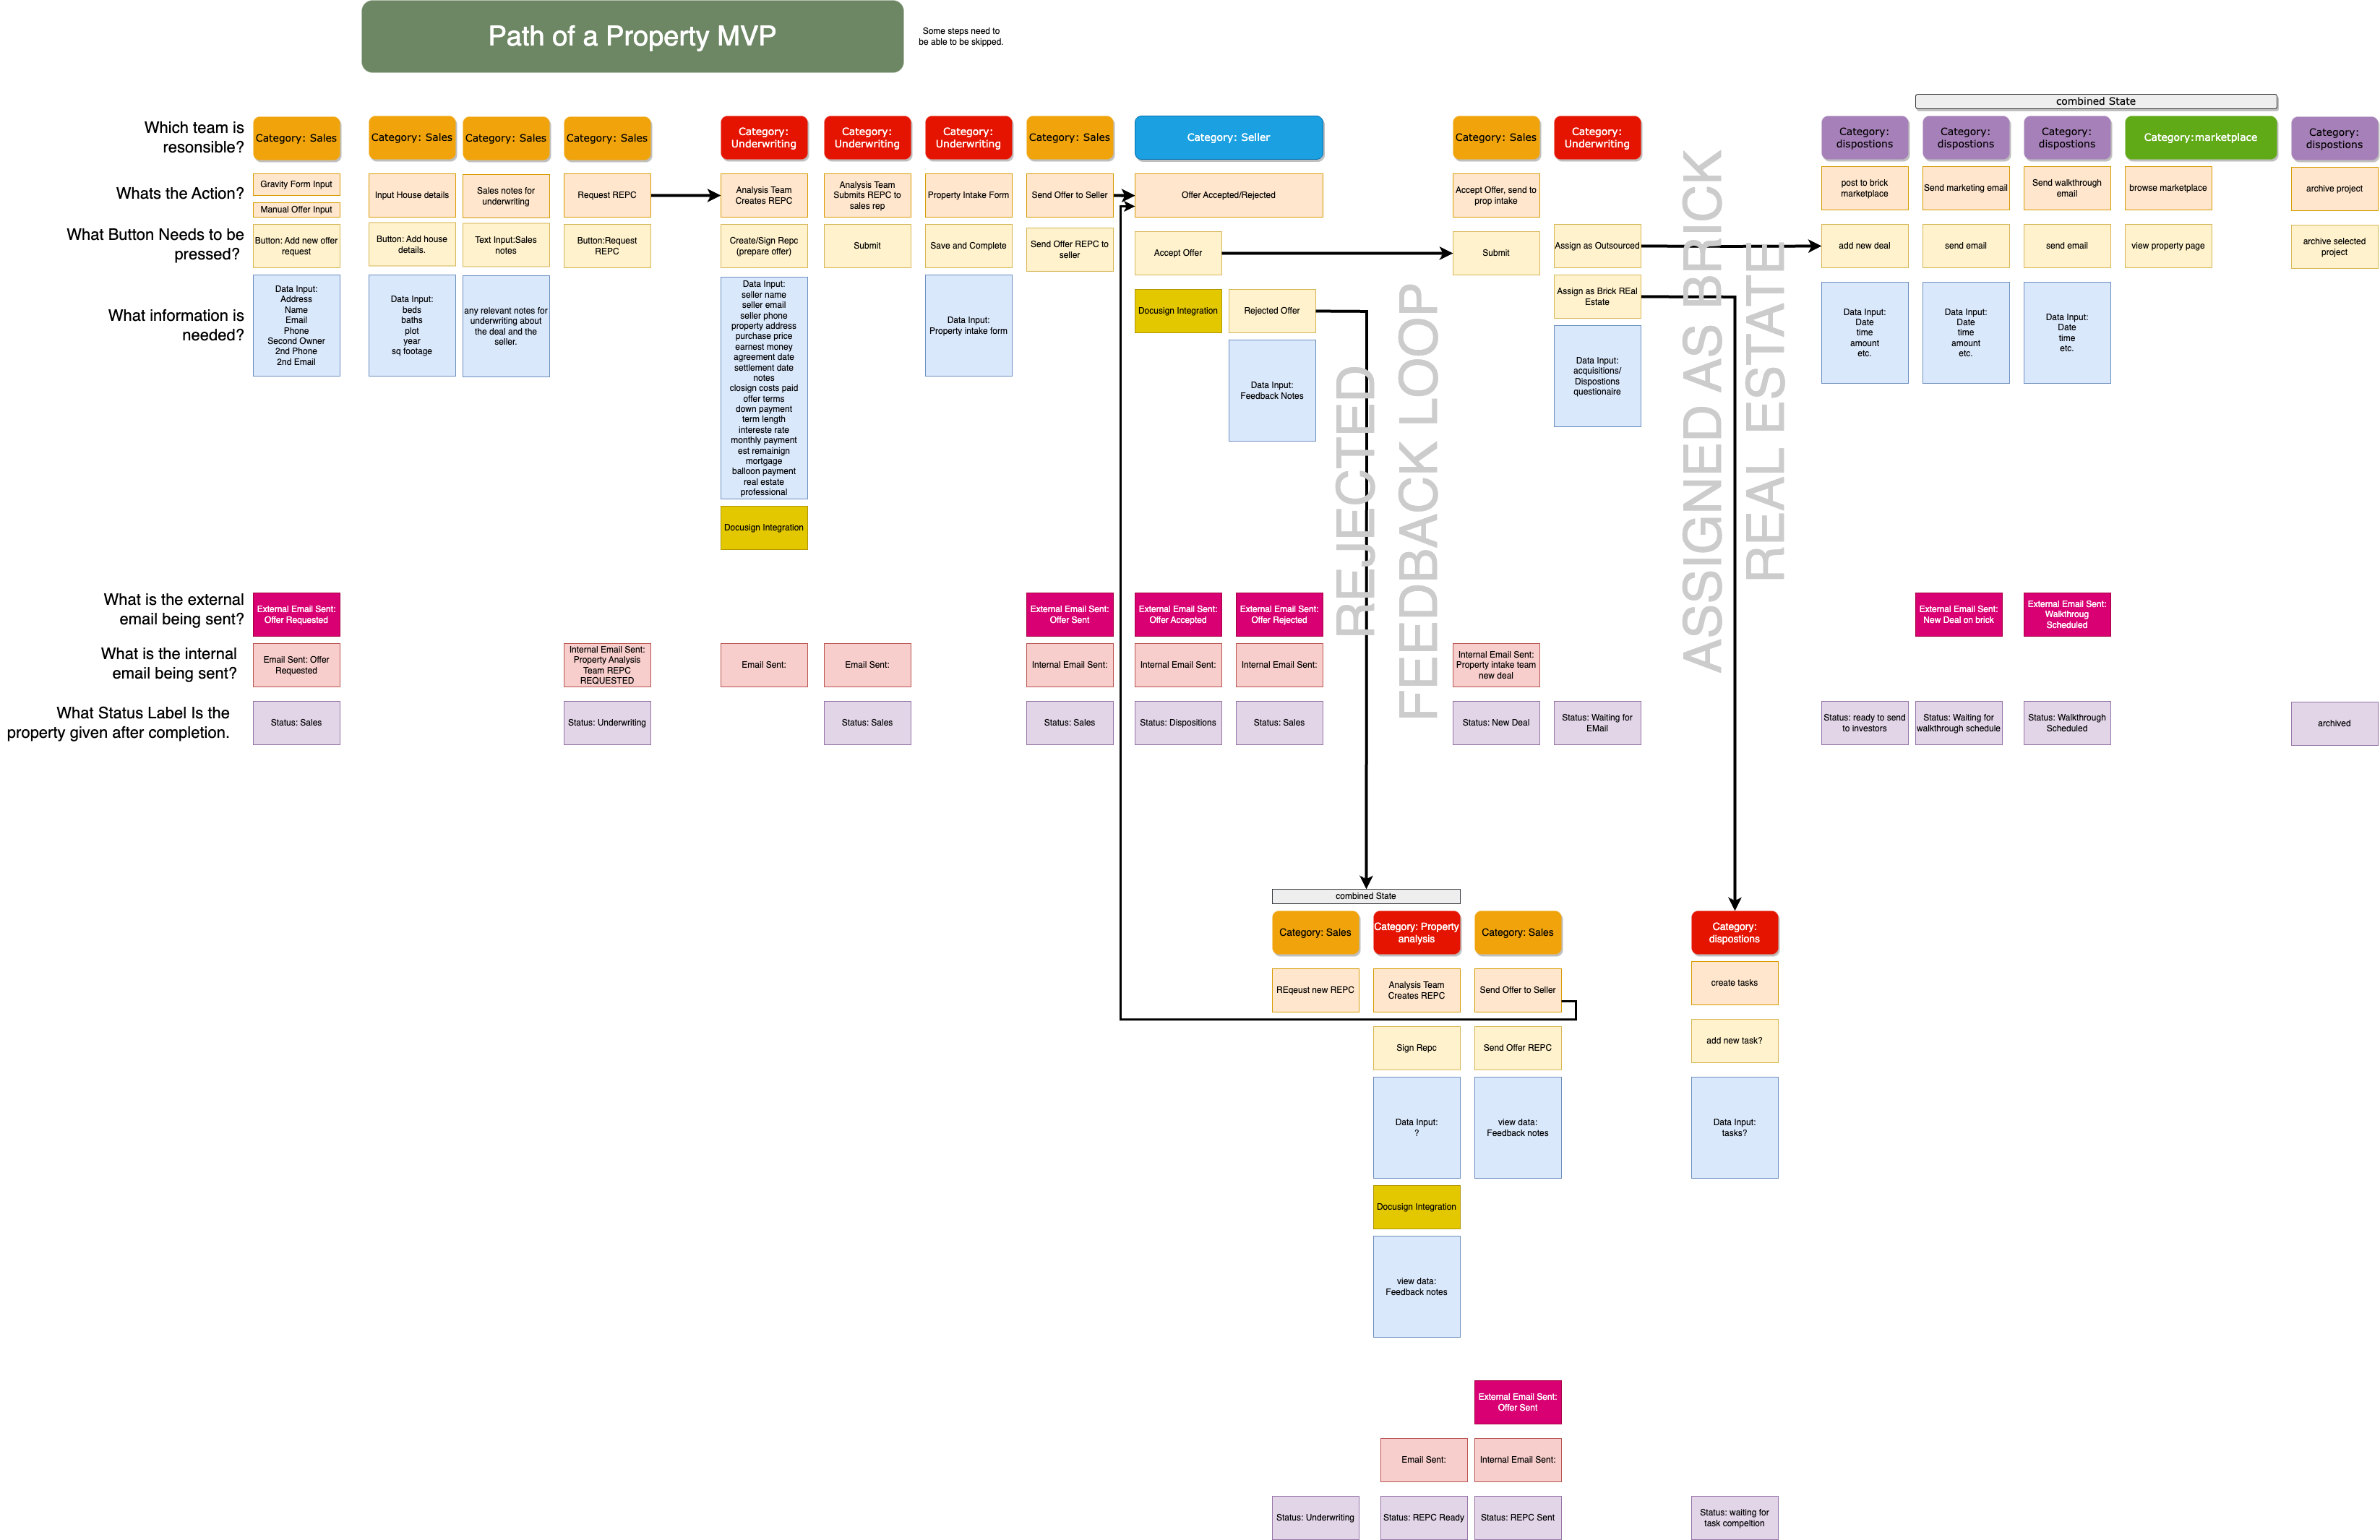 Path of a Property MVP
Some steps need to
be able to be skipped.
combined State
Which team is
resonsible?
Category: Sales
Category: Sales
Category: Sales
Category: Sales
Category:
Underwriting
Category:
Underwriting
Category:
Underwriting
Category: Sales
Category: Seller
Category: Sales
Category:
Underwriting
Category:
dispostions
Category:
dispostions
Category:
dispostions
Category:marketplace
Category:
dispostions
Whats the Action?
Gravity Form Input
Manual Offer Input
Input House details
Sales notes for
underwriting
Request REPC
Analysis Team
Creates REPC
Analysis Team
Submits REPC to
sales rep
Property Intake Form
Send Offer to Seller
Offer Accepted/Rejected
Accept Offer, send to
prop intake
post to brick
marketplace
Send marketing email
Send walkthrough
email
browse marketplace
archive project
What Button Needs to be
pressed?
Button: Add new offer
request
Button: Add house
details.
Text Input:Sales
notes
Button:Request
REPC
Create/Sign Repc
(prepare offer)
Submit
Save and Complete
Send Offer REPC to
seller
Accept Offer
Submit
Assign as Outsourced
Assign as Brick REal
Estate
add new deal
send email
send email
view property page
archive selected
project
What information is
needed?
Data Input:
Address
Name
Email
Phone
Second Owner
2nd Phone
2nd Email
Data Input:
beds
baths
plot
year
sq footage
any relevant notes for
underwriting about
the deal and the
seller.
Data Input:
seller name
seller email
seller phone
property address
purchase price
earnest money
agreement date
settlement date
notes
closign costs paid
offer terms
down payment
term length
intereste rate
monthly payment
est remainign
mortgage
balloon payment
real estate
professional
Docusign Integration
Data Input:
Property intake form
Docusign Integration
Rejected Offer
Data Input:
Feedback Notes
Data Input:
acquisitions/
Dispostions
questionaire
Data Input:
Date
time
amount
etc.
Data Input:
Date
time
amount
etc.
Data Input:
Date
time
etc.
REJECTED
FEEDBACK LOOP
ASSIGNED AS BRICK
REAL ESTATE
What is the external
email being sent?
External Email Sent:
Offer Requested
External Email Sent:
Offer Sent
External Email Sent:
Offer Accepted
External Email Sent:
Offer Rejected
External Email Sent:
New Deal on brick
External Email Sent:
Walkthroug
Scheduled
What is the internal
email being sent?
Email Sent: Offer
Requested
Internal Email Sent:
Property Analysis
Team REPC
REQUESTED
Email Sent:
Email Sent:
Internal Email Sent:
Internal Email Sent:
Internal Email Sent:
Internal Email Sent:
Property intake team
new deal
What Status Label Is the
property given after completion.
Status: Sales
Status: Underwriting
Status: Sales
Status: Sales
Status: Dispositions
Status: Sales
Status: New Deal
Status: Waiting for
EMail
Status: ready to send
to investors
Status: Waiting for
walkthrough schedule
Status: Walkthrough
Scheduled
archived
combined State
Category: Sales
Category: Property
analysis
Category: Sales
Category:
dispostions
REqeust new REPC
Analysis Team
Creates REPC
Send Offer to Seller
create tasks
Sign Repc
Send Offer REPC
add new task?
Data Input:
?
view data:
Feedback notes
Data Input:
tasks?
Docusign Integration
view data:
Feedback notes
External Email Sent:
Offer Sent
Email Sent:
Internal Email Sent:
Status: Underwriting
Status: REPC Ready
Status: REPC Sent
Status: waiting for
task compeltion